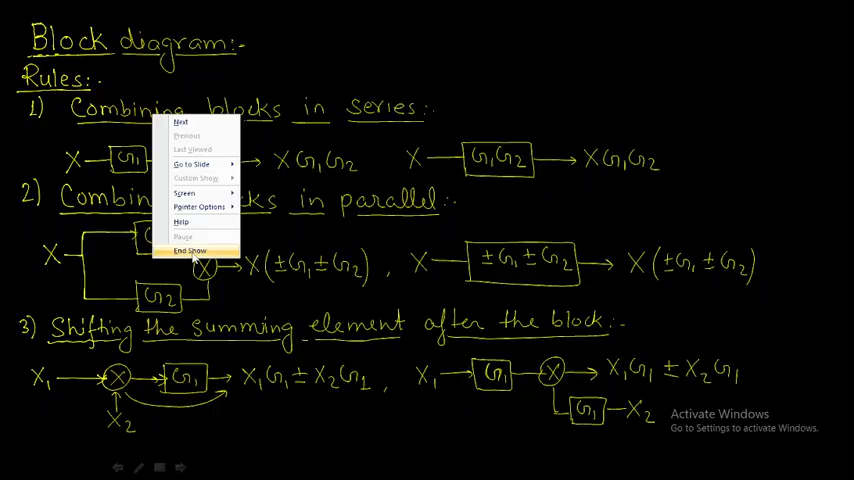 Block diagram:-
Rules:-
1) Combining blocks in series:-
X G1 X G1G2 X G1G2 X G1G2
2) Combin cks in parallel:-
G2 X X (±G1±G2), X ±G1±G2 X (±G1±G2)
3) Shifting the summing element after the block:-
X1 X G1 X1G1±X2G1, X1 G1 X X1G1±X2G1
X2 G1 X2
Next
Previous
Last Viewed
Go to Slide
Custom Show
Screen
Pointer Options
Help
Pause
End Show
Activate Windows
Go to Settings to activate Windows.